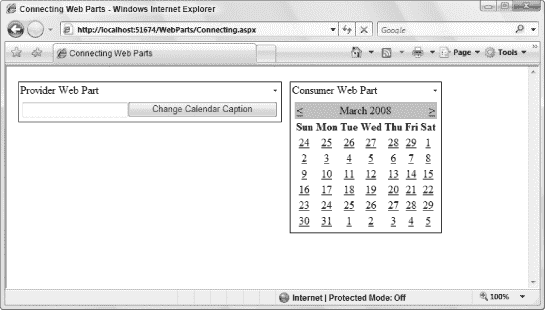 Connecting Web Parts - Windows Internet Explorer
http://localhost:51674/WebParts/Connecting.aspx
Google
Connecting Web Parts
Page
Tools
Provider Web Part
Change Calendar Caption
Consumer Web Part
< March 2008 >
Sun Mon Tue Wed Thu Fri Sat
24 25 26 27 28 29 1
2 3 4 5 6 7 8
9 10 11 12 13 14 15
16 17 18 19 20 21 22
23 24 25 26 27 28 29
30 31 1 2 3 4 5
Internet | Protected Mode: Off
100%